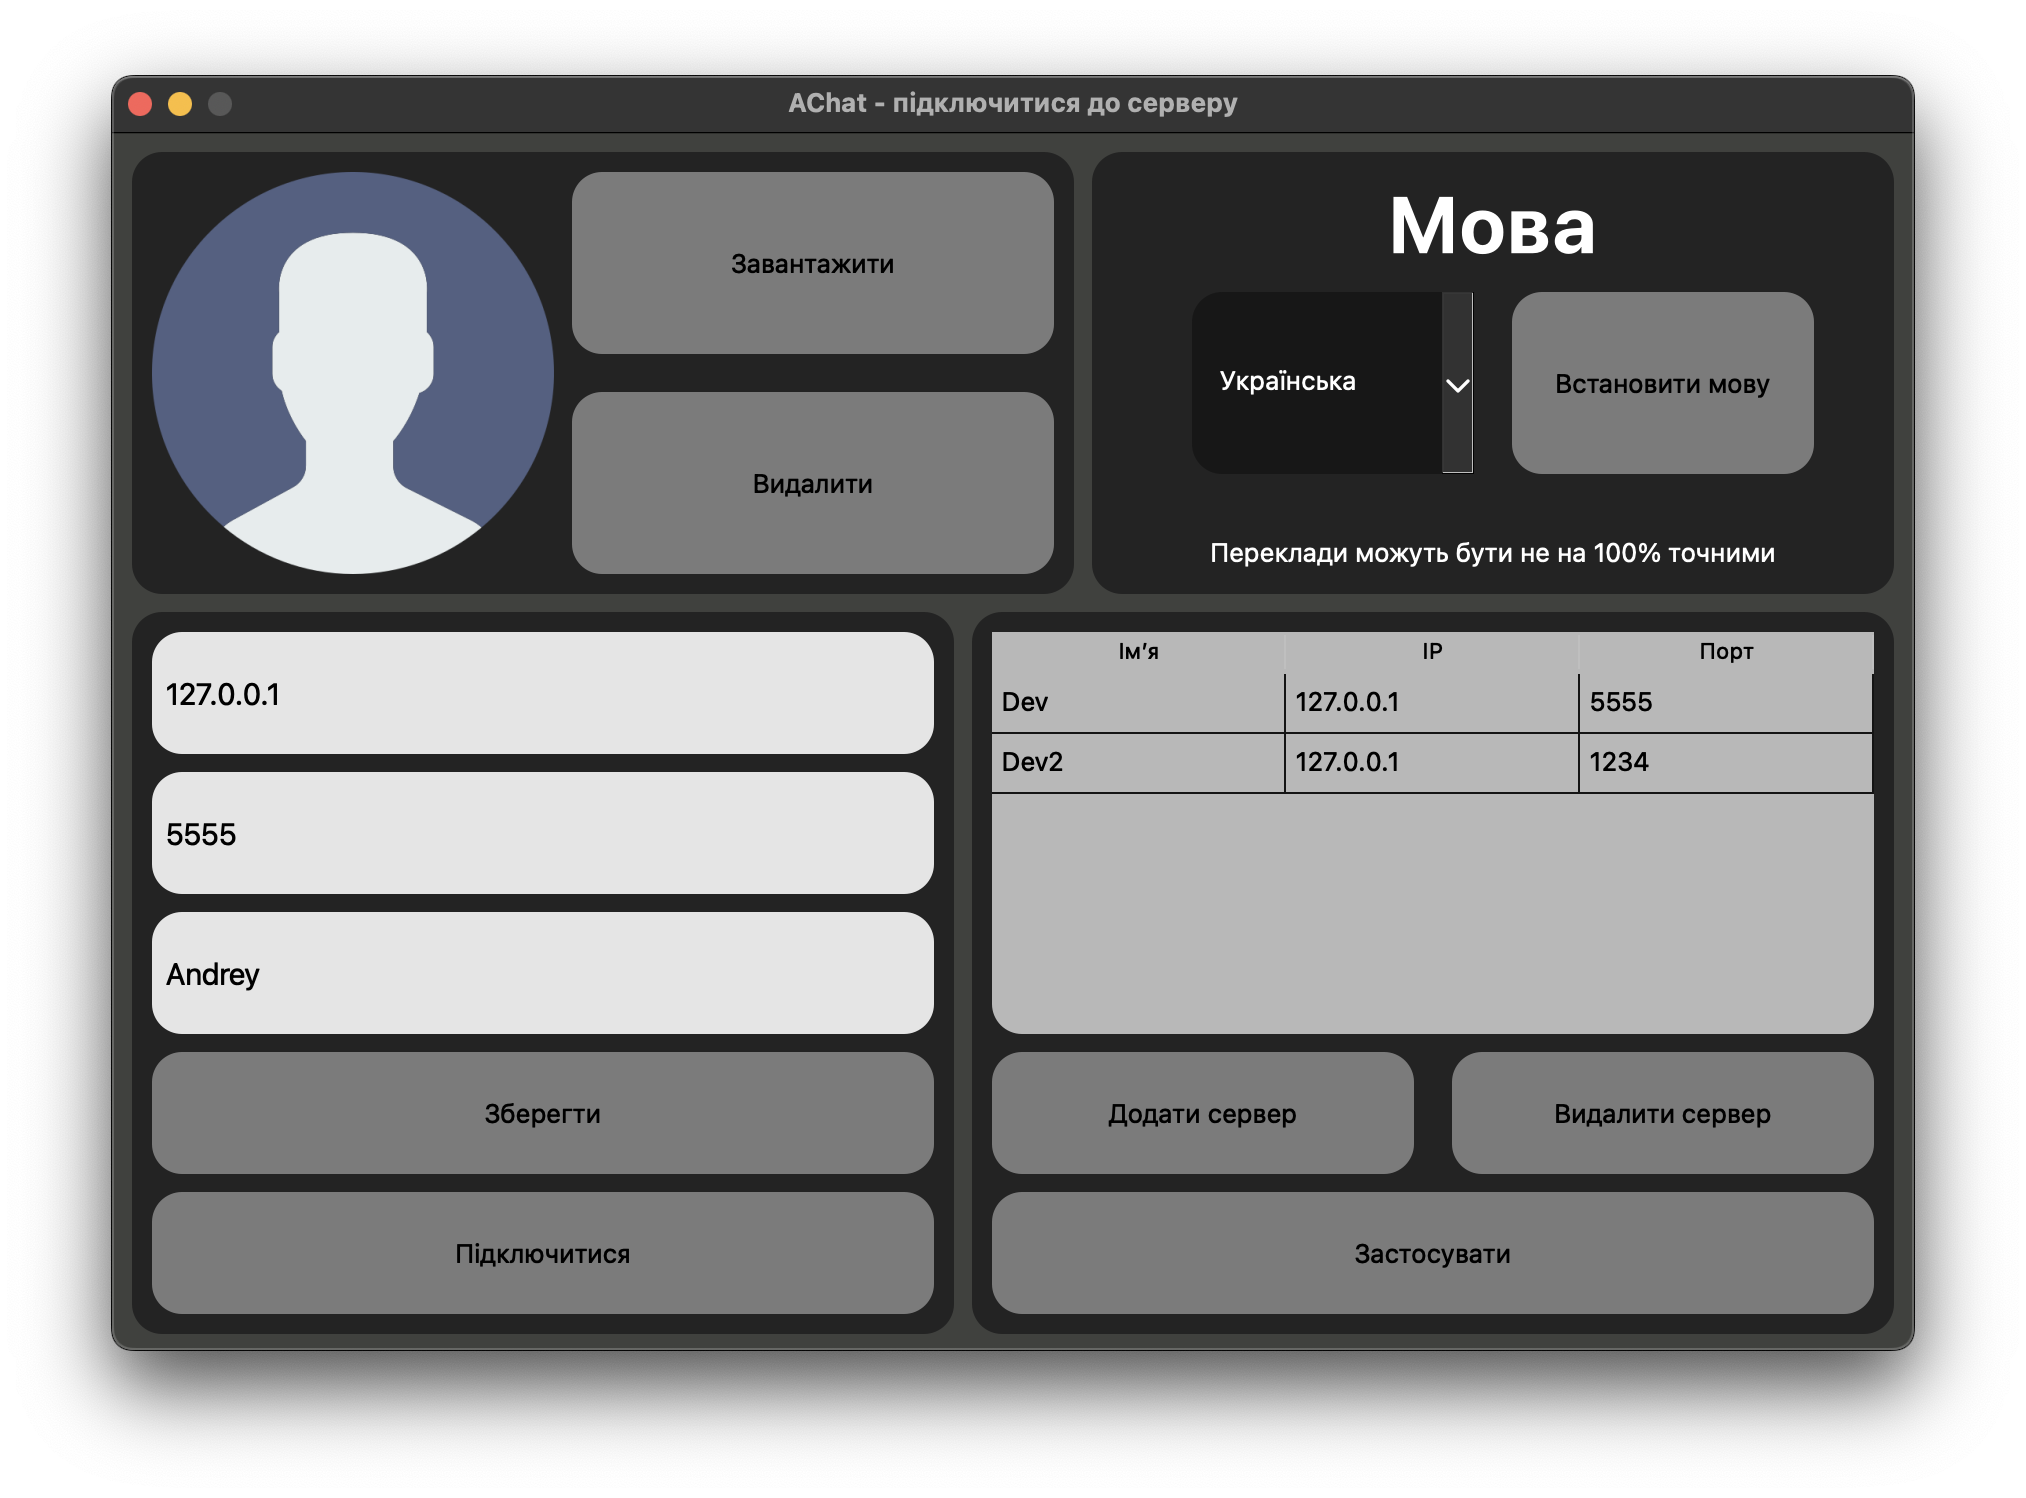 AChat - підключитися до серверу
Завантажити
Видалити
Мова
Українська
Встановити мову
Переклади можуть бути не на 100% точними
127.0.0.1
5555
Andrey
Зберегти
Підключитися
Ім'я IP Порт
Dev 127.0.0.1 5555
Dev2 127.0.0.1 1234
Додати сервер
Видалити сервер
Застосувати